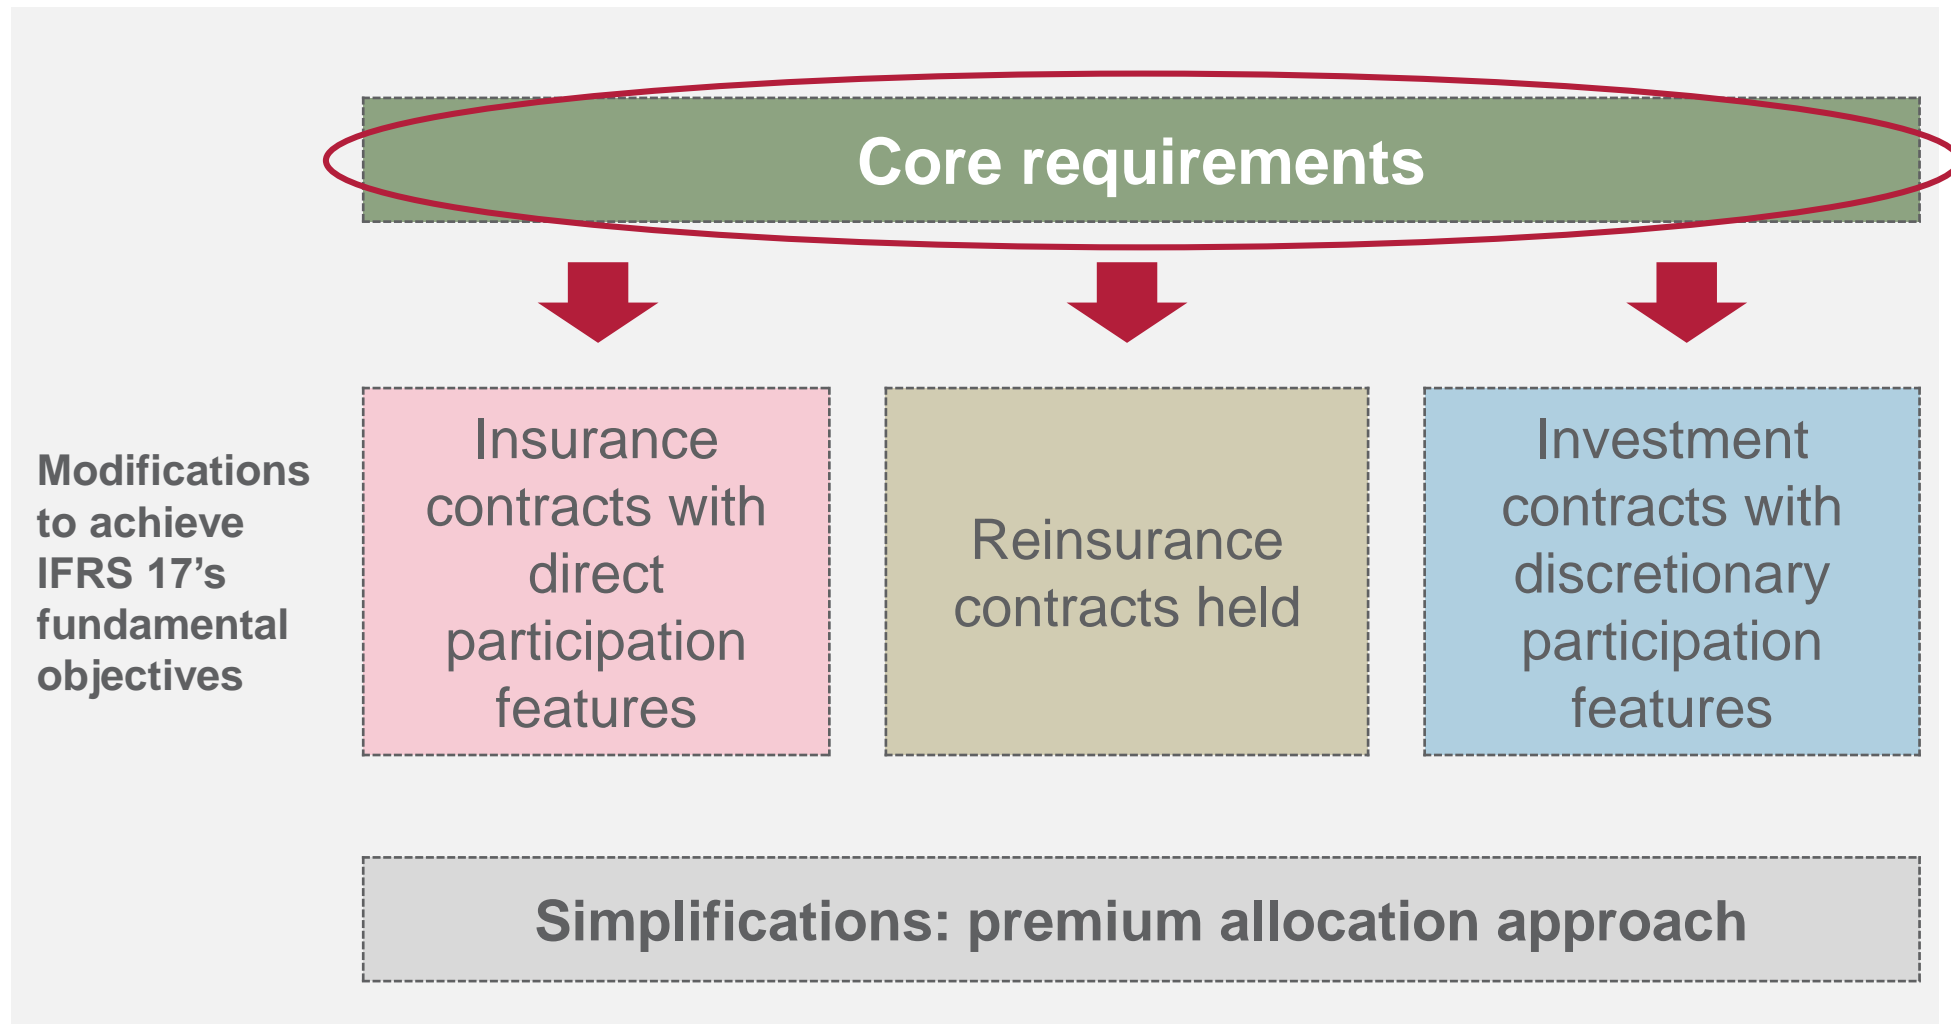 Core requirements
Modifications
to achieve
IFRS 17’s
fundamental
objectives
Insurance
contracts with
direct
participation
features
Reinsurance
contracts held
Investment
contracts with
discretionary
participation
features
Simplifications: premium allocation approach